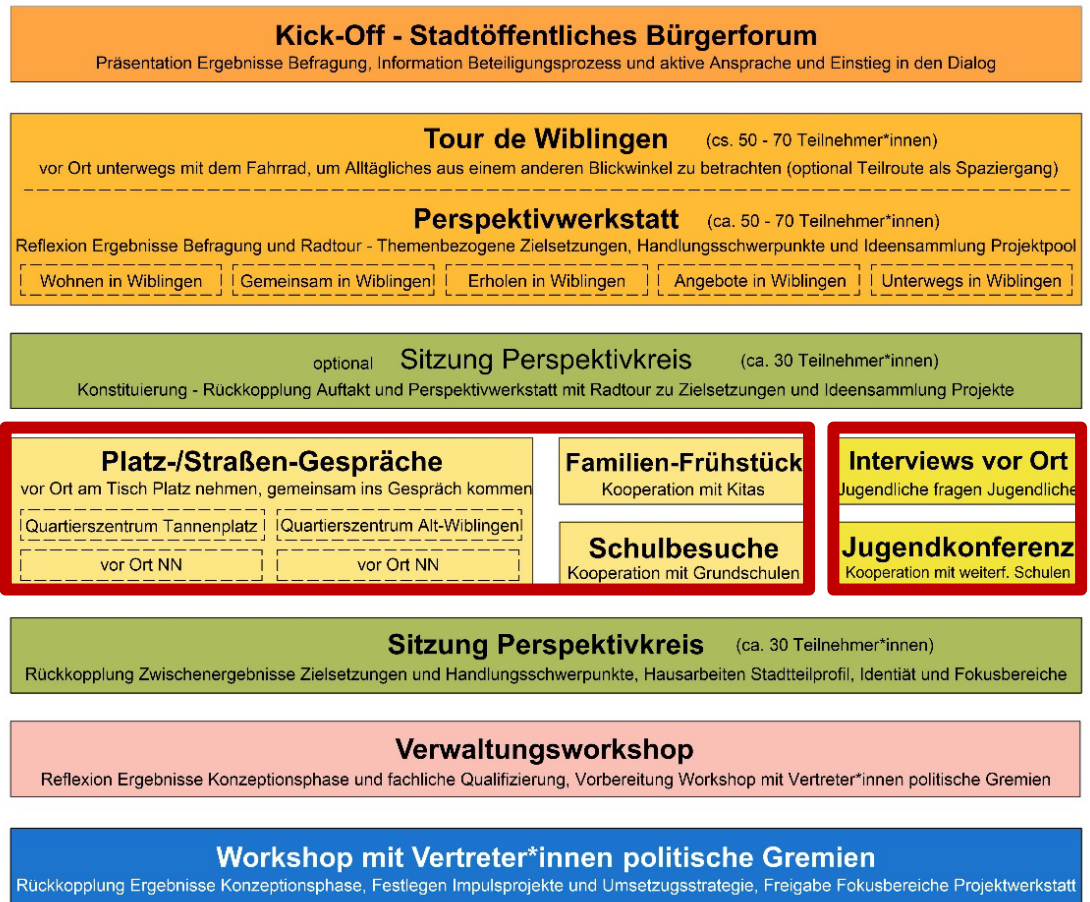 Kick-Off - Stadtöffentliches Bürgerforum
Präsentation Ergebnisse Befragung, Information Beteiligungsprozess und aktive Ansprache und Einstieg in den Dialog
Tour de Wiblingen (cs. 50 - 70 Teilnehmer*innen)
vor Ort unterwegs mit dem Fahrrad, um Alltägliches aus einem anderen Blickwinkel zu betrachten (optional Teilroute als Spaziergang)
Perspektivwerkstatt (ca. 50 - 70 Teilnehmer*innen)
Reflexion Ergebnisse Befragung und Radtour - Themenbezogene Zielsetzungen, Handlungsschwerpunkte und Ideensammlung Projektpool
Wohnen in Wiblingen
Gemeinsam in Wiblingen
Erholen in Wiblingen
Angebote in Wiblingen
Unterwegs in Wiblingen
optional Sitzung Perspektivkreis (ca. 30 Teilnehmer*innen)
Konstituierung - Rückkopplung Auftakt und Perspektivwerkstatt mit Radtour zu Zielsetzungen und Ideensammlung Projekte
Platz-/Straßen-Gespräche
vor Ort am Tisch Platz nehmen, gemeinsam ins Gespräch kommen
Quartierszentrum Tannenplatz
Quartierszentrum Alt-Wiblingen
vor Ort NN
vor Ort NN
Familien-Frühstück
Kooperation mit Kitas
Schulbesuche
Kooperation mit Grundschulen
Interviews vor Ort
Jugendliche fragen Jugendliche
Jugendkonferenz
Kooperation mit weiterf. Schulen
Sitzung Perspektivkreis (ca. 30 Teilnehmer*innen)
Rückkopplung Zwischenergebnisse Zielsetzungen und Handlungsschwerpunkte, Hausarbeiten Stadtteilprofil, Identiät und Fokusbereiche
Verwaltungsworkshop
Reflexion Ergebnisse Konzeptionsphase und fachliche Qualifizierung, Vorbereitung Workshop mit Vertreter*innen politische Gremien
Workshop mit Vertreter*innen politische Gremien
Rückkopplung Ergebnisse Konzeptionsphase, Festlegen Impulsprojekte und Umsetzugsstrategie, Freigabe Fokusbereiche Projektwerkstatt